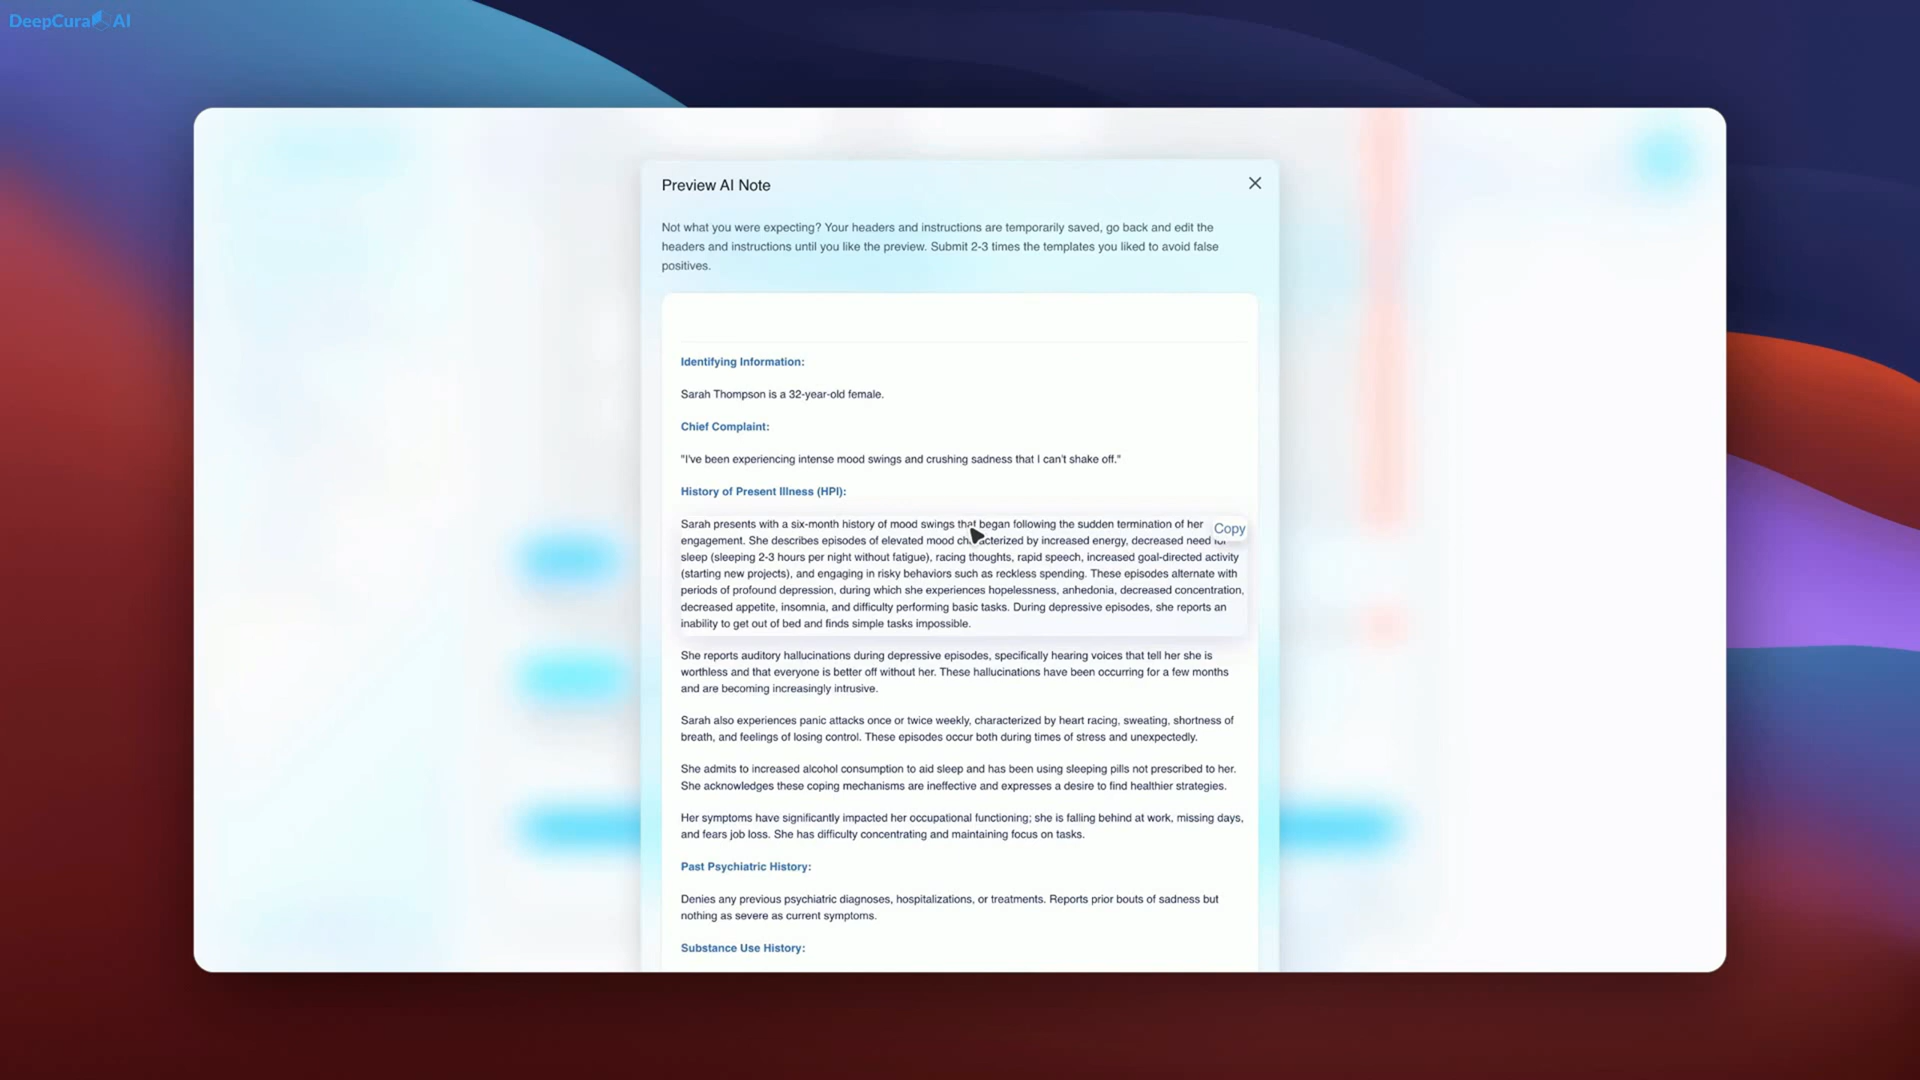 DeepCura AI
Preview AI Note
Not what you were expecting? Your headers and instructions are temporarily saved, go back and edit the
headers and instructions until you like the preview. Submit 2-3 times the templates you liked to avoid false
positives.
Identifying Information:
Sarah Thompson is a 32-year-old female.
Chief Complaint:
"I've been experiencing intense mood swings and crushing sadness that I can't shake off."
History of Present Illness (HPI):
Sarah presents with a six-month history of mood swings that began following the sudden termination of her
Copy
engagement. She describes episodes of elevated mood characterized by increased energy, decreased need for
sleep (sleeping 2-3 hours per night without fatigue), racing thoughts, rapid speech, increased goal-directed activity
(starting new projects), and engaging in risky behaviors such as reckless spending. These episodes alternate with
periods of profound depression, during which she experiences hopelessness, anhedonia, decreased concentration,
decreased appetite, insomnia, and difficulty performing basic tasks. During depressive episodes, she reports an
inability to get out of bed and finds simple tasks impossible.
She reports auditory hallucinations during depressive episodes, specifically hearing voices that tell her she is
worthless and that everyone is better off without her. These hallucinations have been occurring for a few months
and are becoming increasingly intrusive.
Sarah also experiences panic attacks once or twice weekly, characterized by heart racing, sweating, shortness of
breath, and feelings of losing control. These episodes occur both during times of stress and unexpectedly.
She admits to increased alcohol consumption to aid sleep and has been using sleeping pills not prescribed to her.
She acknowledges these coping mechanisms are ineffective and expresses a desire to find healthier strategies.
Her symptoms have significantly impacted her occupational functioning; she is falling behind at work, missing days,
and fears job loss. She has difficulty concentrating and maintaining focus on tasks.
Past Psychiatric History:
Denies any previous psychiatric diagnoses, hospitalizations, or treatments. Reports prior bouts of sadness but
nothing as severe as current symptoms.
Substance Use History: